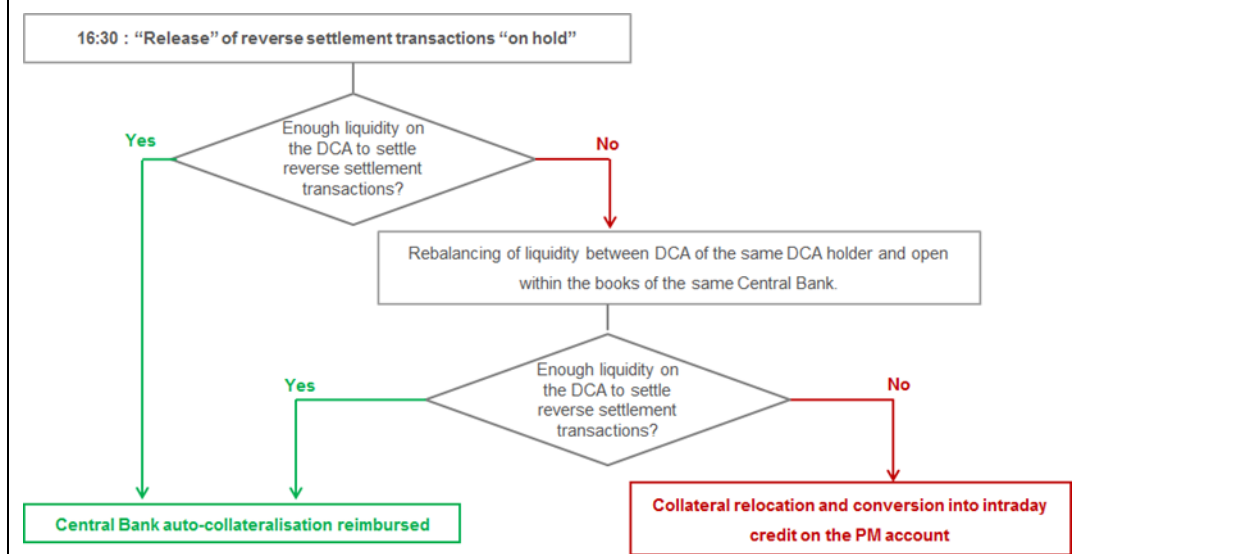 16:30 : “Release” of reverse settlement transactions “on hold”
Enough liquidity on
the DCA to settle
reverse settlement
transactions?
Yes
No
Rebalancing of liquidity between DCA of the same DCA holder and open
within the books of the same Central Bank.
Enough liquidity on
the DCA to settle
reverse settlement
transactions?
Yes
No
Central Bank auto-collateralisation reimbursed
Collateral relocation and conversion into intraday
credit on the PM account